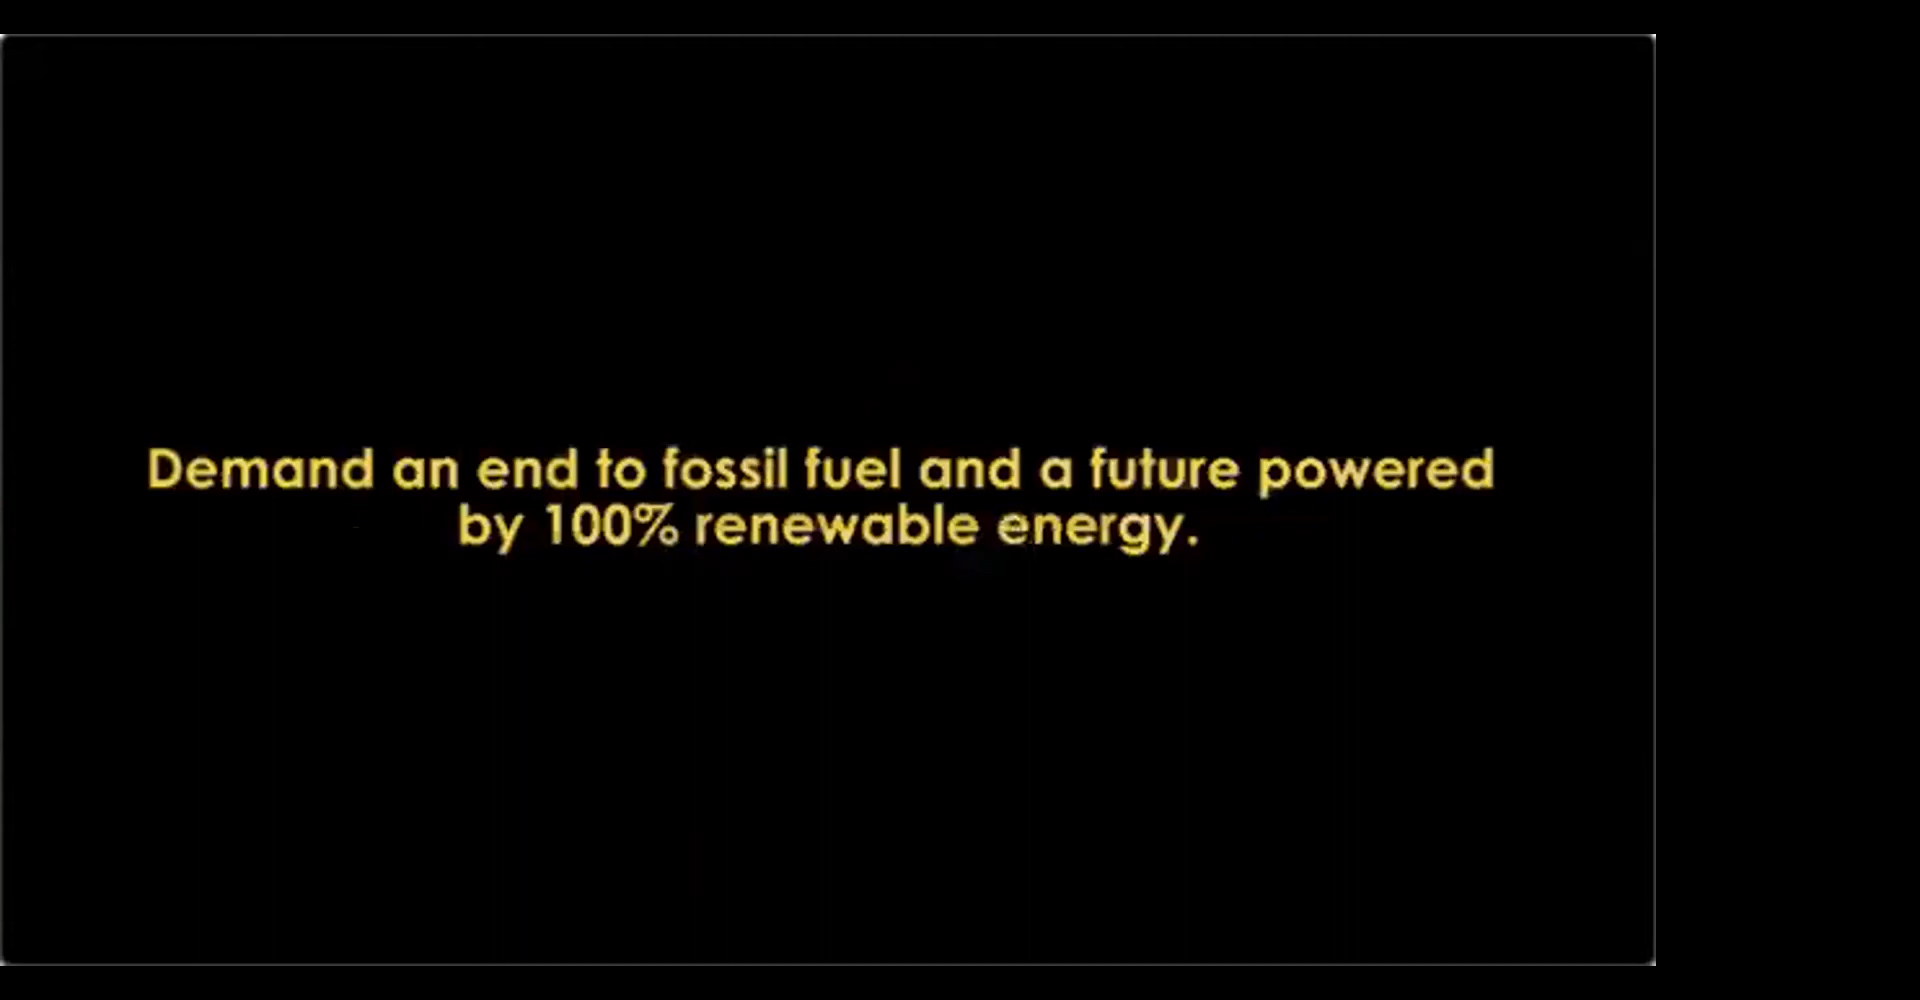 Demand an end to fossil fuel and a future powered
by 100% renewable energy.